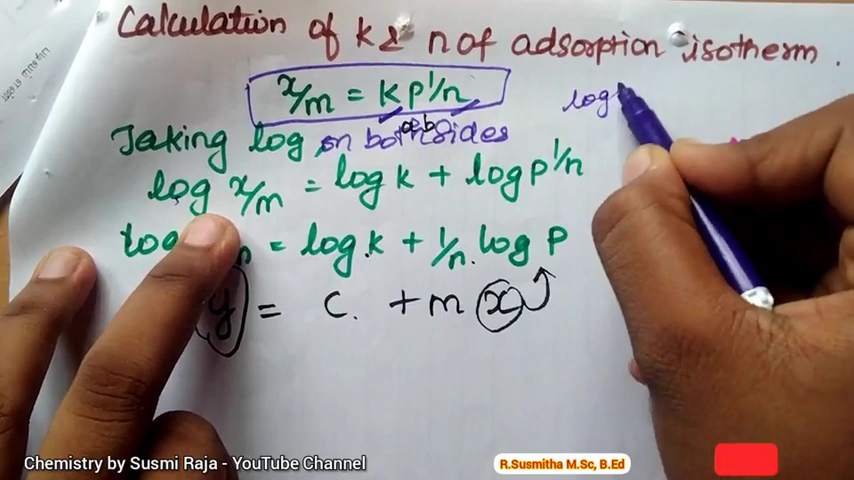 Calculation of k & n of adsorption isotherm.
x/m = k p 1/n
a b
Taking log, on both sides
log
log x/m = log k + log p 1/n
log = log k + 1/n log p
y = c + m x
Chemistry by Susmi Raja - YouTube Channel
R.Susmitha M.Sc, B.Ed